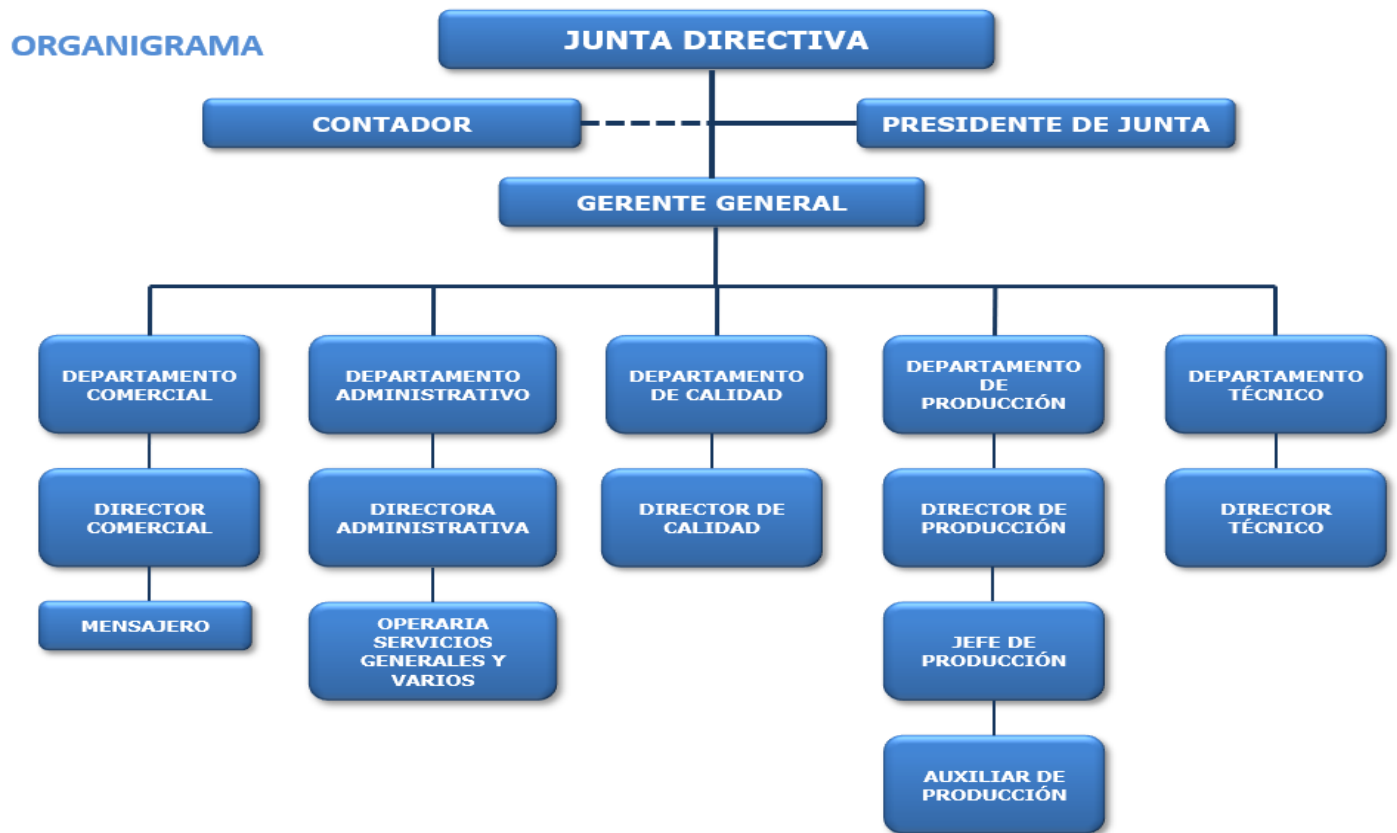 ORGANIGRAMA
JUNTA DIRECTIVA
CONTADOR
PRESIDENTE DE JUNTA
GERENTE GENERAL
DEPARTAMENTO
COMERCIAL
DEPARTAMENTO
ADMINISTRATIVO
DEPARTAMENTO
DE CALIDAD
DEPARTAMENTO
DE
PRODUCCIÓN
DEPARTAMENTO
TÉCNICO
DIRECTOR
COMERCIAL
DIRECTORA
ADMINISTRATIVA
DIRECTOR DE
CALIDAD
DIRECTOR DE
PRODUCCIÓN
DIRECTOR
TÉCNICO
MENSAJERO
OPERARIA
SERVICIOS
GENERALES Y
VARIOS
JEFE DE
PRODUCCIÓN
AUXILIAR DE
PRODUCCIÓN